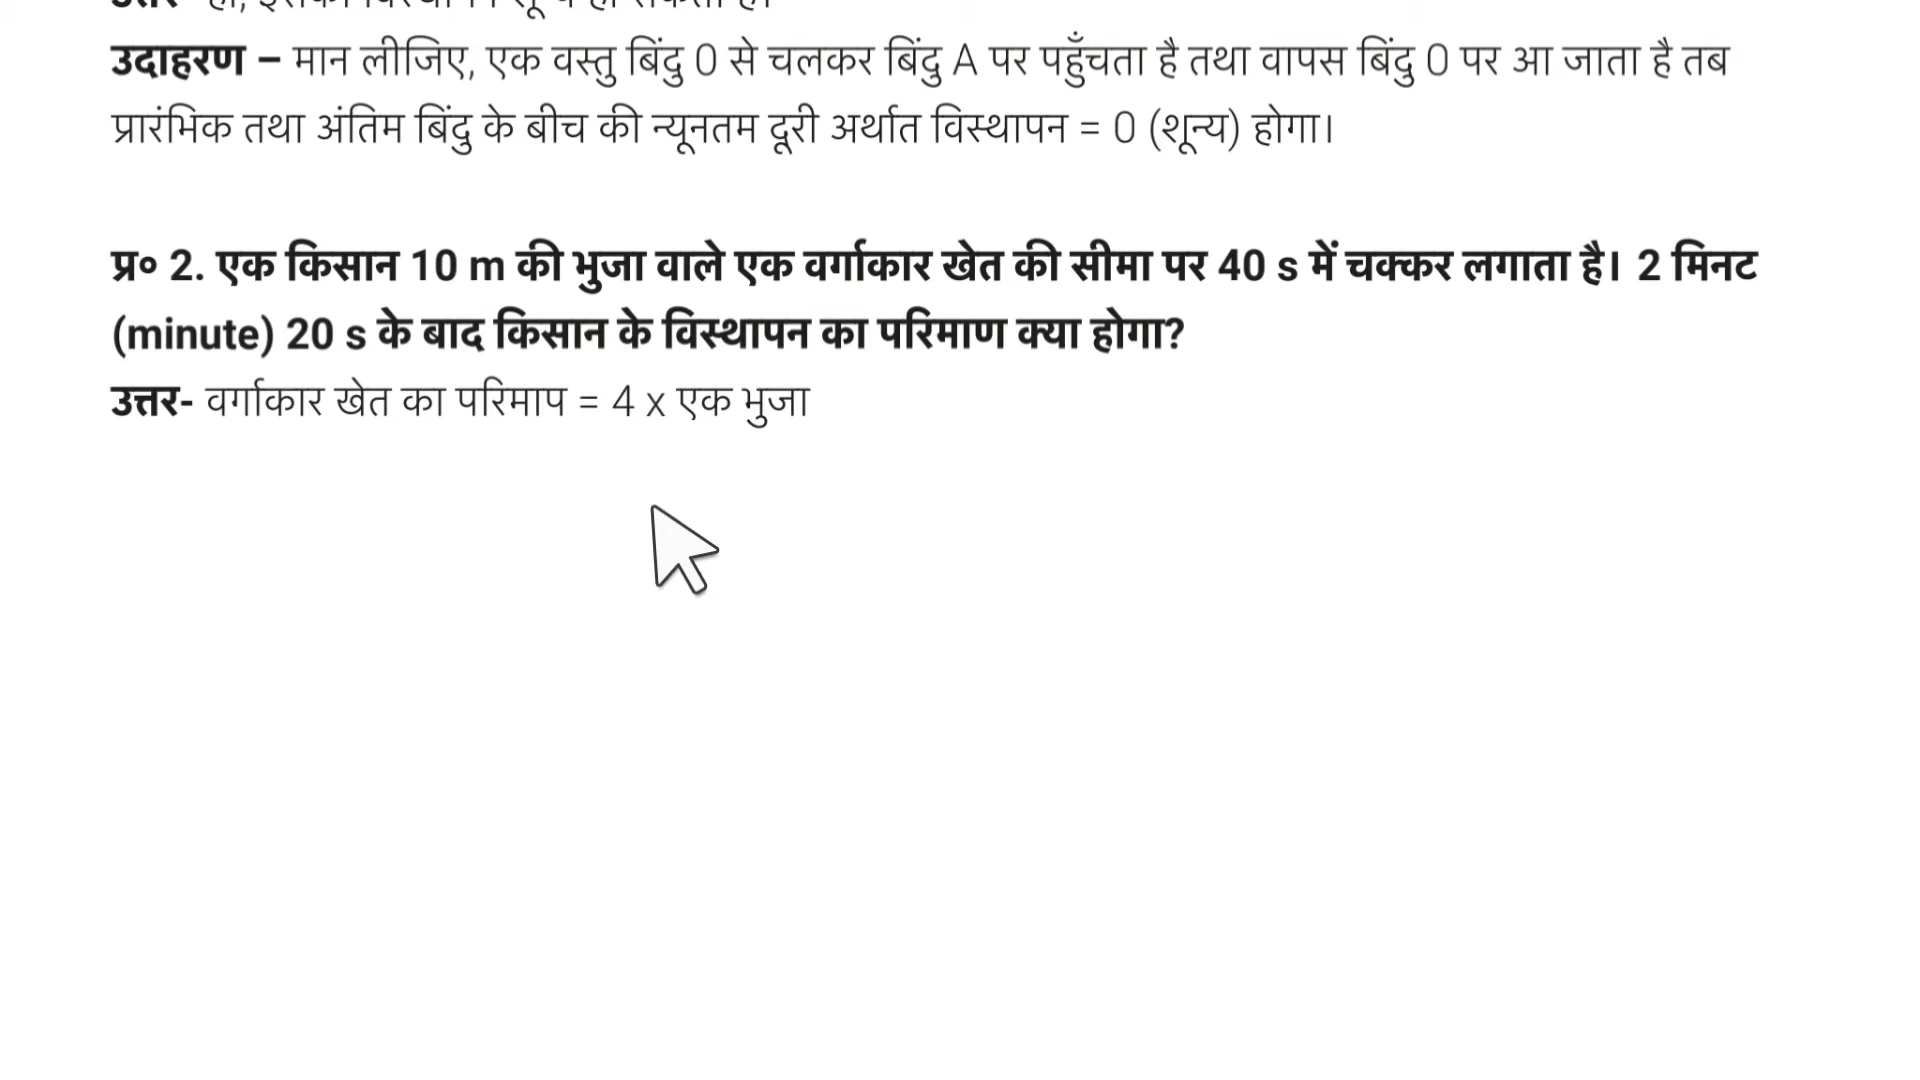 उदाहरण – मान लीजिए, एक वस्तु बिंदु 0 से चलकर बिंदु A पर पहुँचता है तथा वापस बिंदु 0 पर आ जाता है तब
प्रारंभिक तथा अंतिम बिंदु के बीच की न्यूनतम दूरी अर्थात विस्थापन = 0 (शून्य) होगा।
प्र० 2. एक किसान 10 m की भुजा वाले एक वर्गाकार खेत की सीमा पर 40 s में चक्कर लगाता है। 2 मिनट
(minute) 20 s के बाद किसान के विस्थापन का परिमाण क्या होगा?
उत्तर- वर्गाकार खेत का परिमाप = 4 x एक भुजा